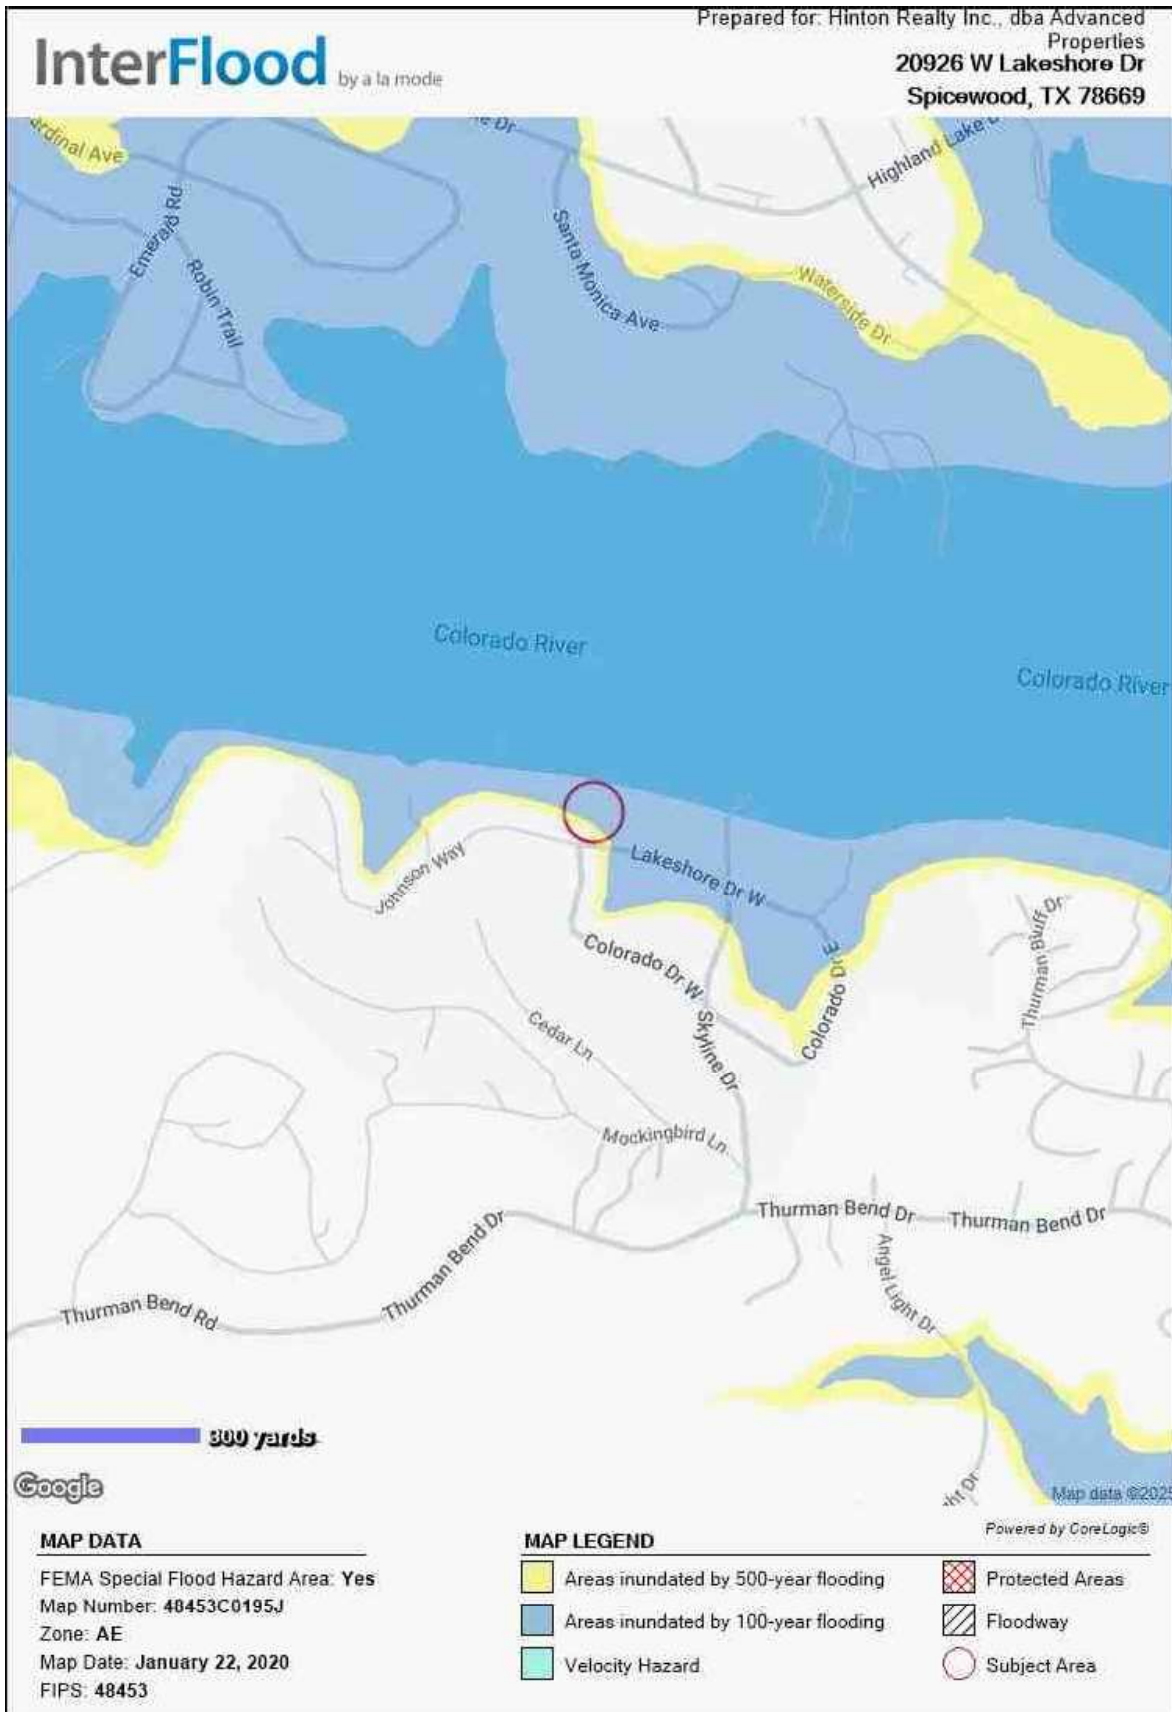 Prepared for: Hinton Realty Inc., dba Advanced
Properties
InterFlood by a la mode
20926 W Lakeshore Dr
Spicewood, TX 78669
ardinal Ave
e Dr
Highland Lake
Emerald Rd
Robin Trail
Santa Monica Ave
Waterside Dr
Colorado River
Colorado River
Johnson Way
Lakeshore Dr W
Colorado Dr W
Colorado Dr E
Thurman Bluff Dr
Cedar Ln
Skyline Dr
Mockingbird Ln
Thurman Bend Dr
Thurman Bend Dr
Thurman Bend Dr
Thurman Bend Rd
Angel Light Dr
ht Dr
300 yards
Google
Map data ©2025
Powered by CoreLogic®
MAP DATA
FEMA Special Flood Hazard Area: Yes
Map Number: 48453C0195J
Zone: AE
Map Date: January 22, 2020
FIPS: 48453
MAP LEGEND
Areas inundated by 500-year flooding
Areas inundated by 100-year flooding
Velocity Hazard
Protected Areas
Floodway
Subject Area